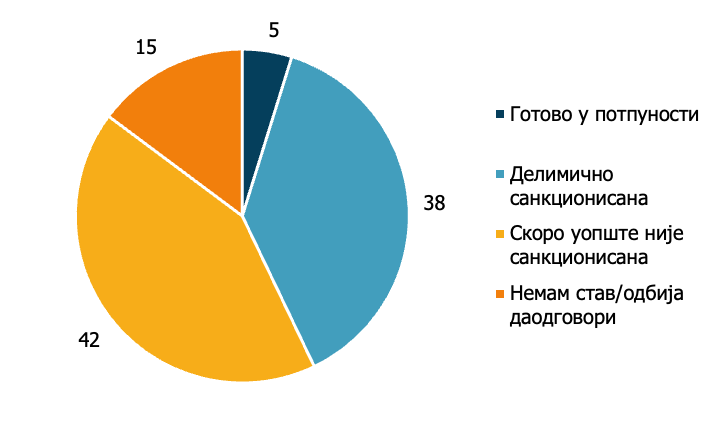 5
15
38
42
Готово у потпуности
Делимично
санкционисана
Скоро уопште није
санкционисана
Немам став/одбија
даодговори